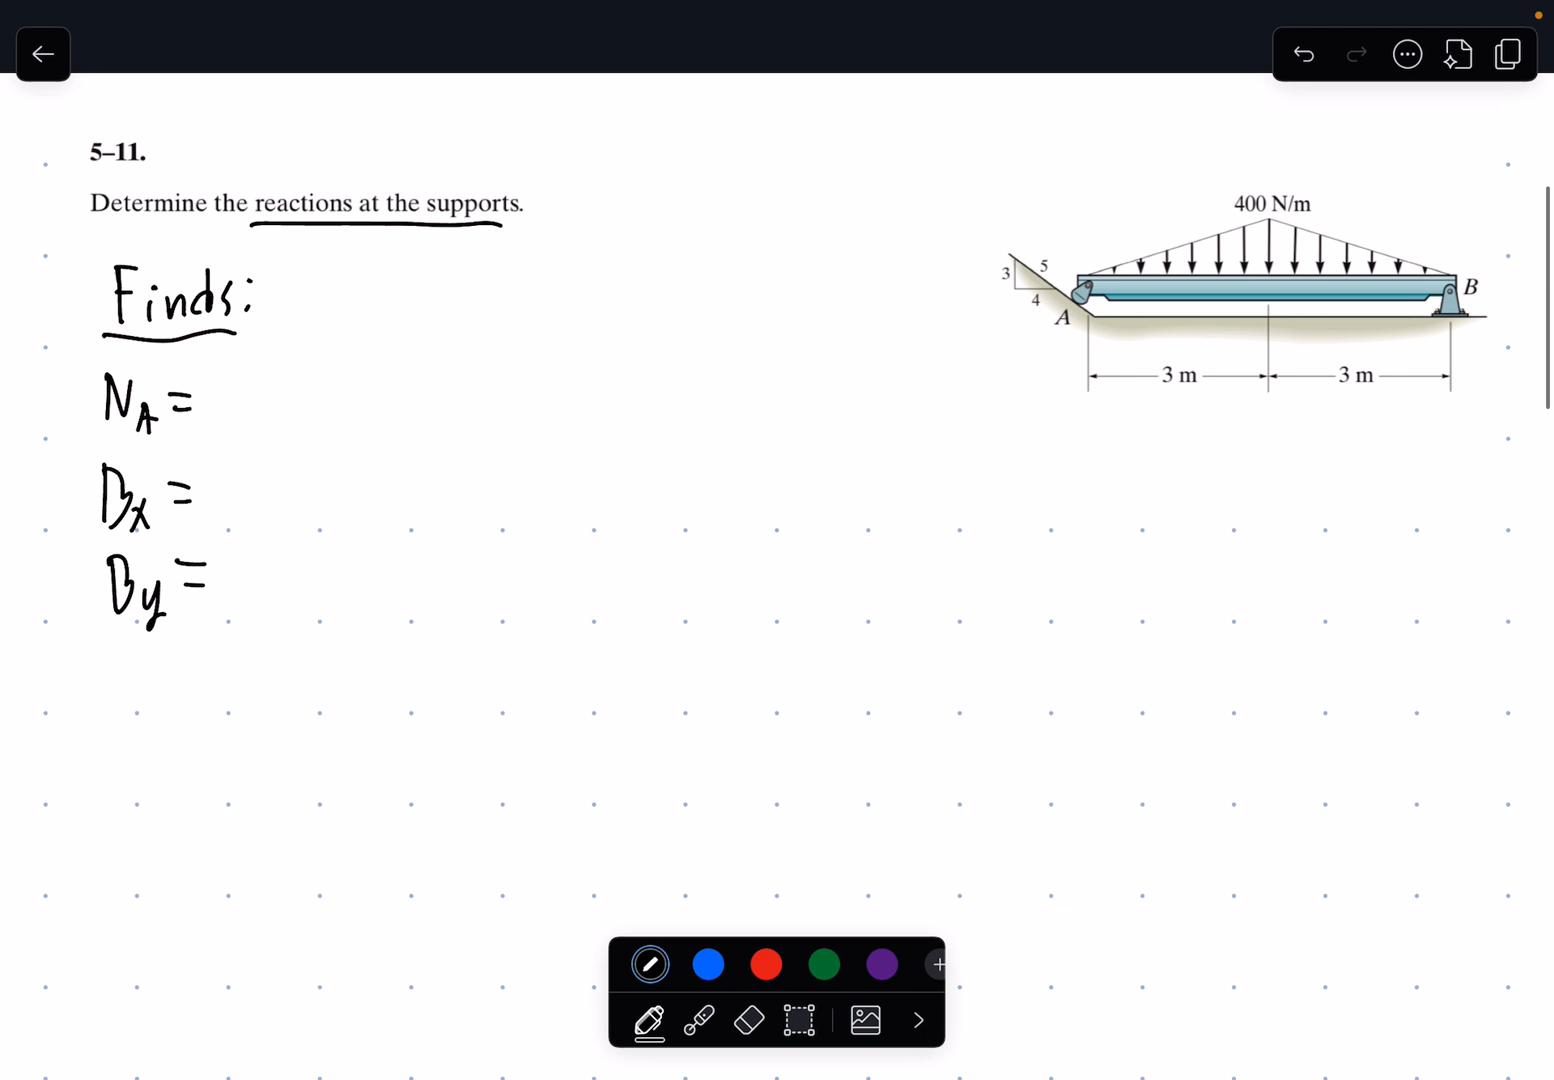 5–11.
Determine the reactions at the supports.
Finds:
N_A =
B_x =
B_y =
400 N/m
3
5
4
A
B
3 m
3 m